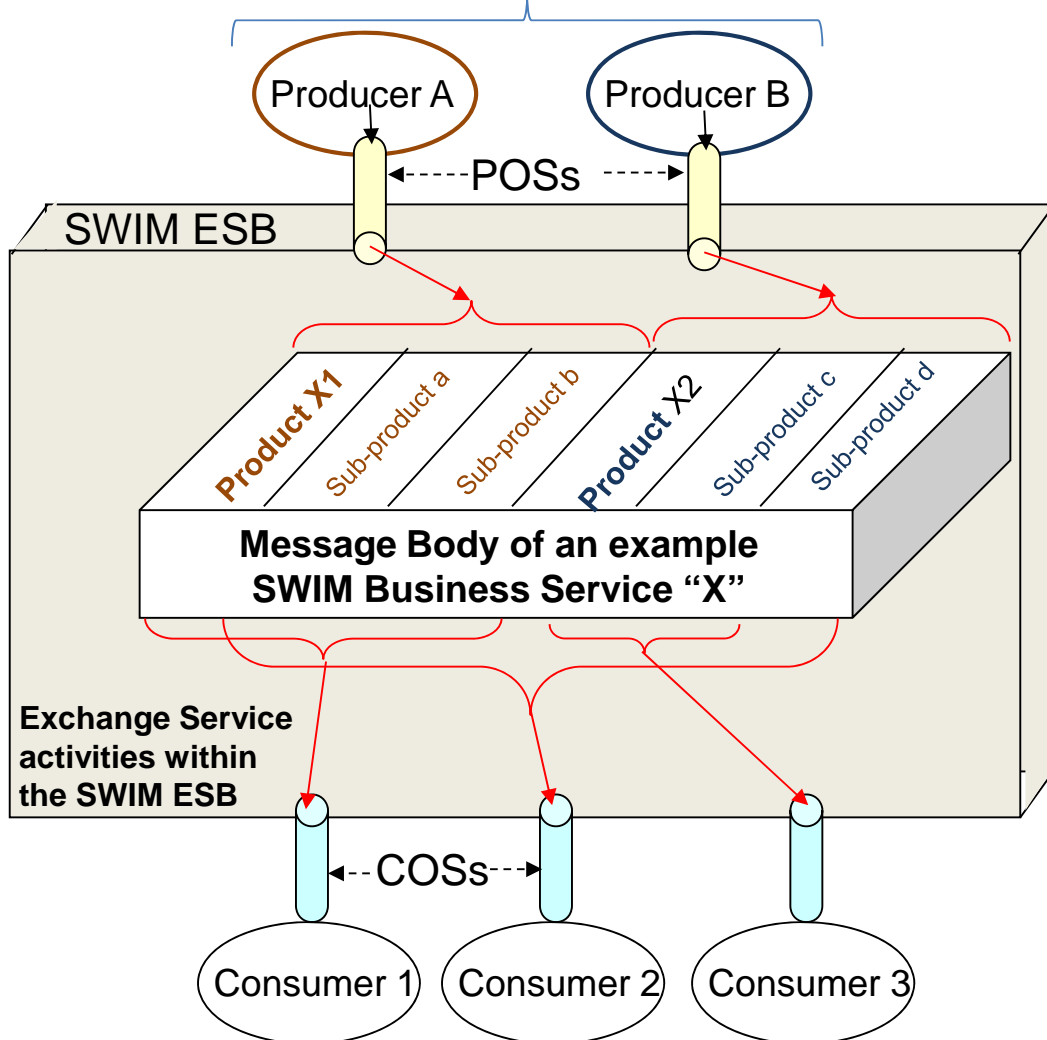 Producer A
Producer B
POSs
SWIM ESB
Product X1
Sub-product a
Sub-product b
Product X2
Sub-product c
Sub-product d
Message Body of an example
SWIM Business Service “X”
Exchange Service
activities within
the SWIM ESB
COSs
Consumer 1
Consumer 2
Consumer 3